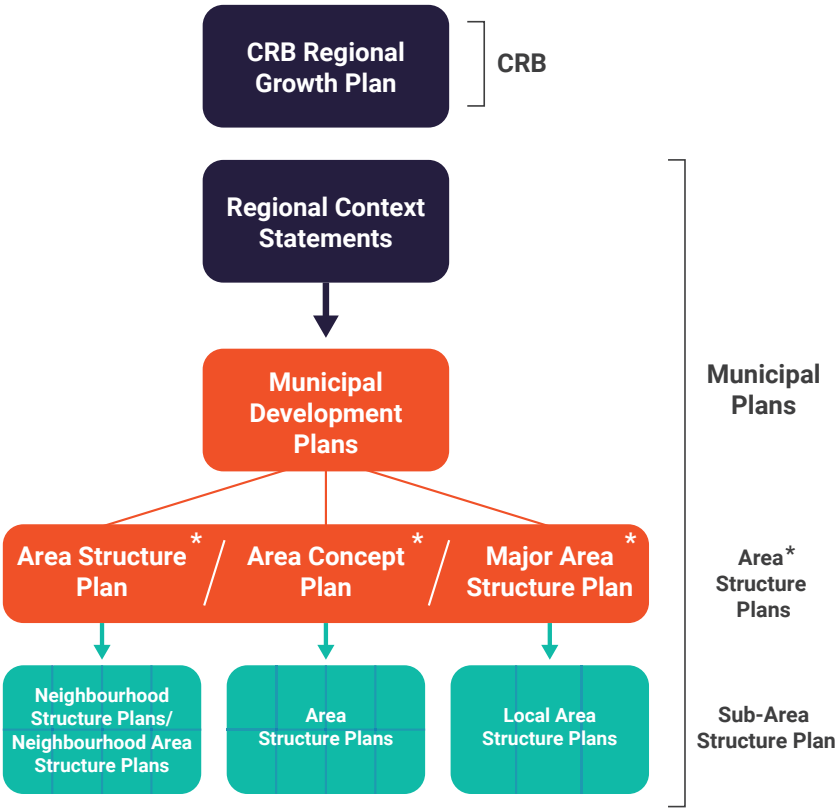 CRB Regional
Growth Plan
CRB
Regional Context
Statements
Municipal
Development
Plans
Municipal
Plans
Area Structure *
Plan
/
Area Concept *
Plan
/
Major Area *
Structure Plan
Area*
Structure
Plans
Neighbourhood
Structure Plans/
Neighbourhood Area
Structure Plans
Area
Structure Plans
Local Area
Structure Plans
Sub-Area
Structure Plan